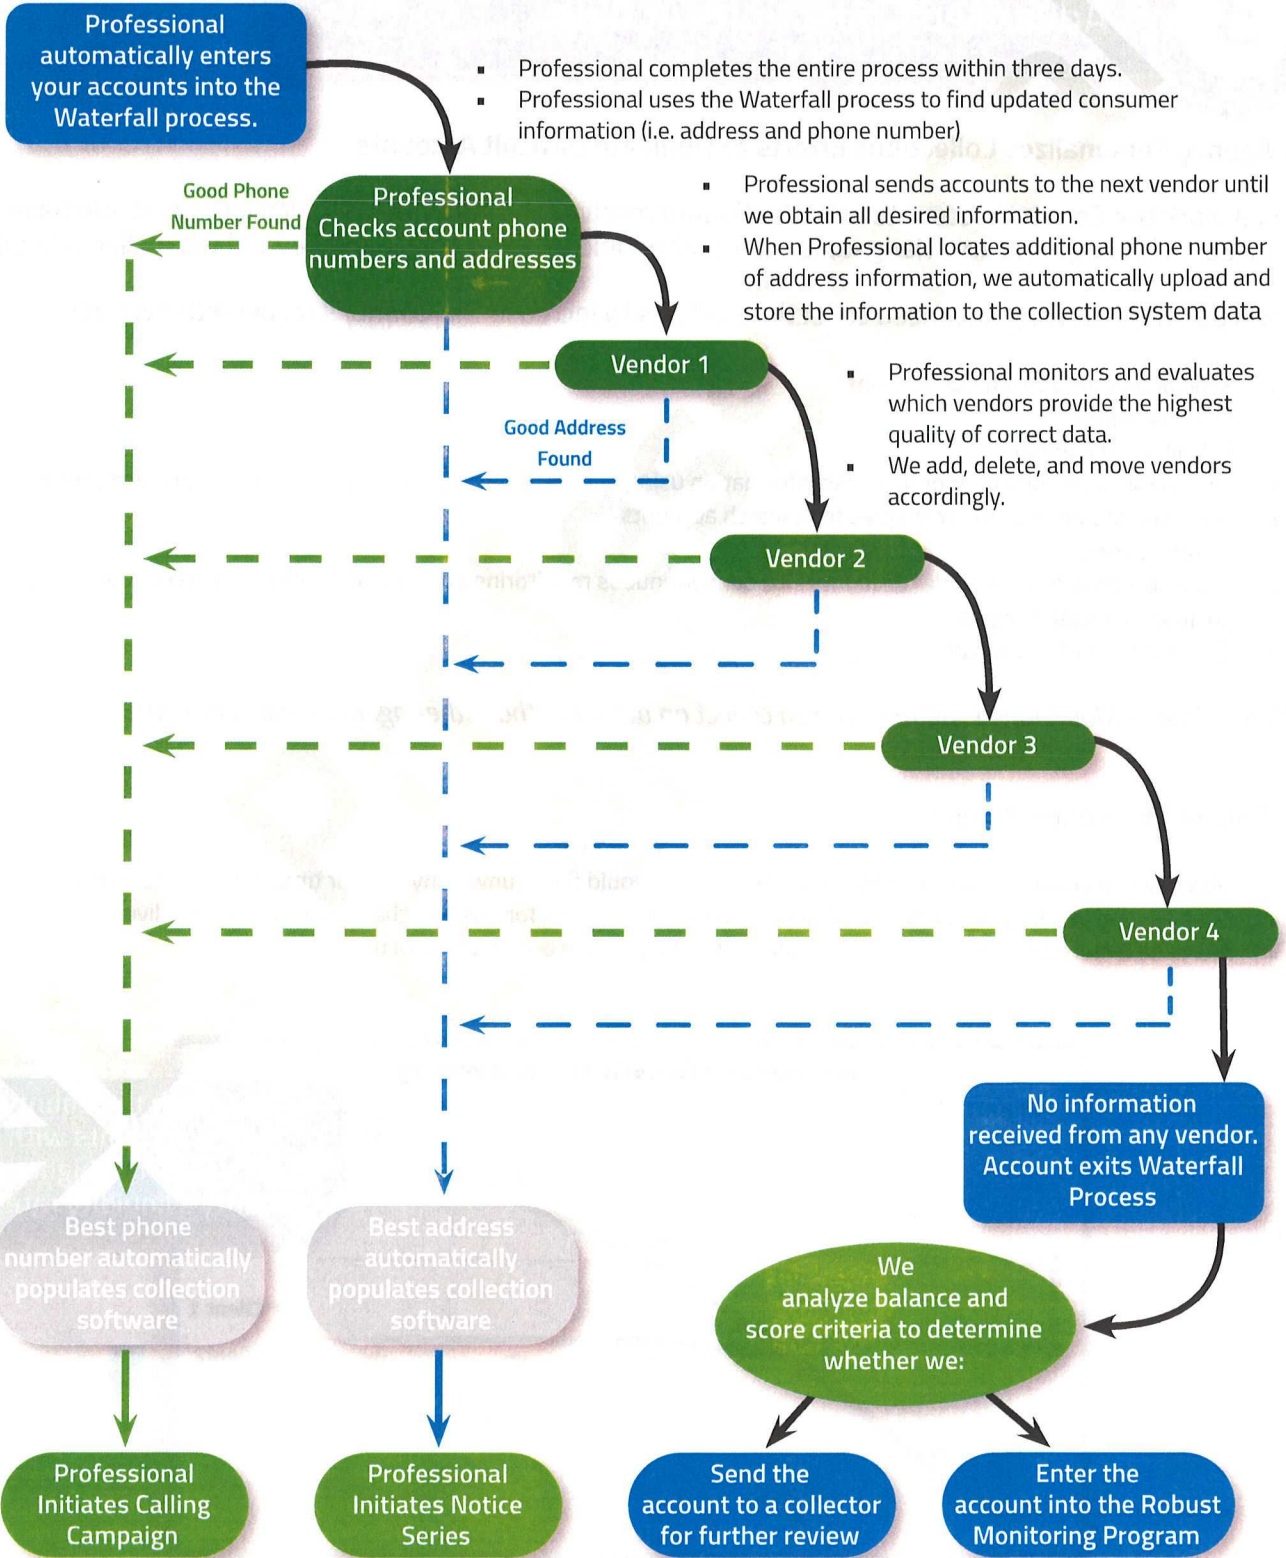 Professional
automatically enters
your accounts into the
Waterfall process.
▪ Professional completes the entire process within three days.
▪ Professional uses the Waterfall process to find updated consumer
information (i.e. address and phone number)
Good Phone
Number Found
Professional
Checks account phone
numbers and addresses
▪ Professional sends accounts to the next vendor until
we obtain all desired information.
▪ When Professional locates additional phone number
of address information, we automatically upload and
store the information to the collection system data
Vendor 1
▪ Professional monitors and evaluates
which vendors provide the highest
quality of correct data.
▪ We add, delete, and move vendors
accordingly.
Good Address
Found
Vendor 2
Vendor 3
Vendor 4
No information
received from any vendor.
Account exits Waterfall
Process
Best phone
number automatically
populates collection
software
Best address
automatically
populates collection
software
We
analyze balance and
score criteria to determine
whether we:
Professional
Initiates Calling
Campaign
Professional
Initiates Notice
Series
Send the
account to a collector
for further review
Enter the
account into the Robust
Monitoring Program